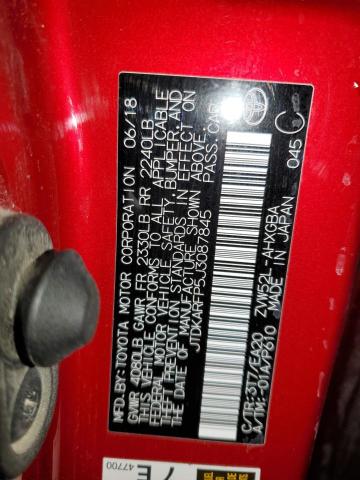 MFD. BY: TOYOTA MOTOR CORPORATION 06/18
GVWR 4080LB GAWR FR 2330LB RR 2240LB
THIS VEHICLE CONFORMS TO ALL APPLICABLE
FEDERAL MOTOR VEHICLE SAFETY, BUMPER, AND
THEFT PREVENTION STANDARDS IN EFFECT ON
THE DATE OF MANUFACTURE SHOWN ABOVE.
JTDKARFP5J3087845 PASS. CAR
C/TR: 3T7/FA20 ZVW52L-AHXGBA
A/TM: -01A/P610 MADE IN JAPAN 045
47700